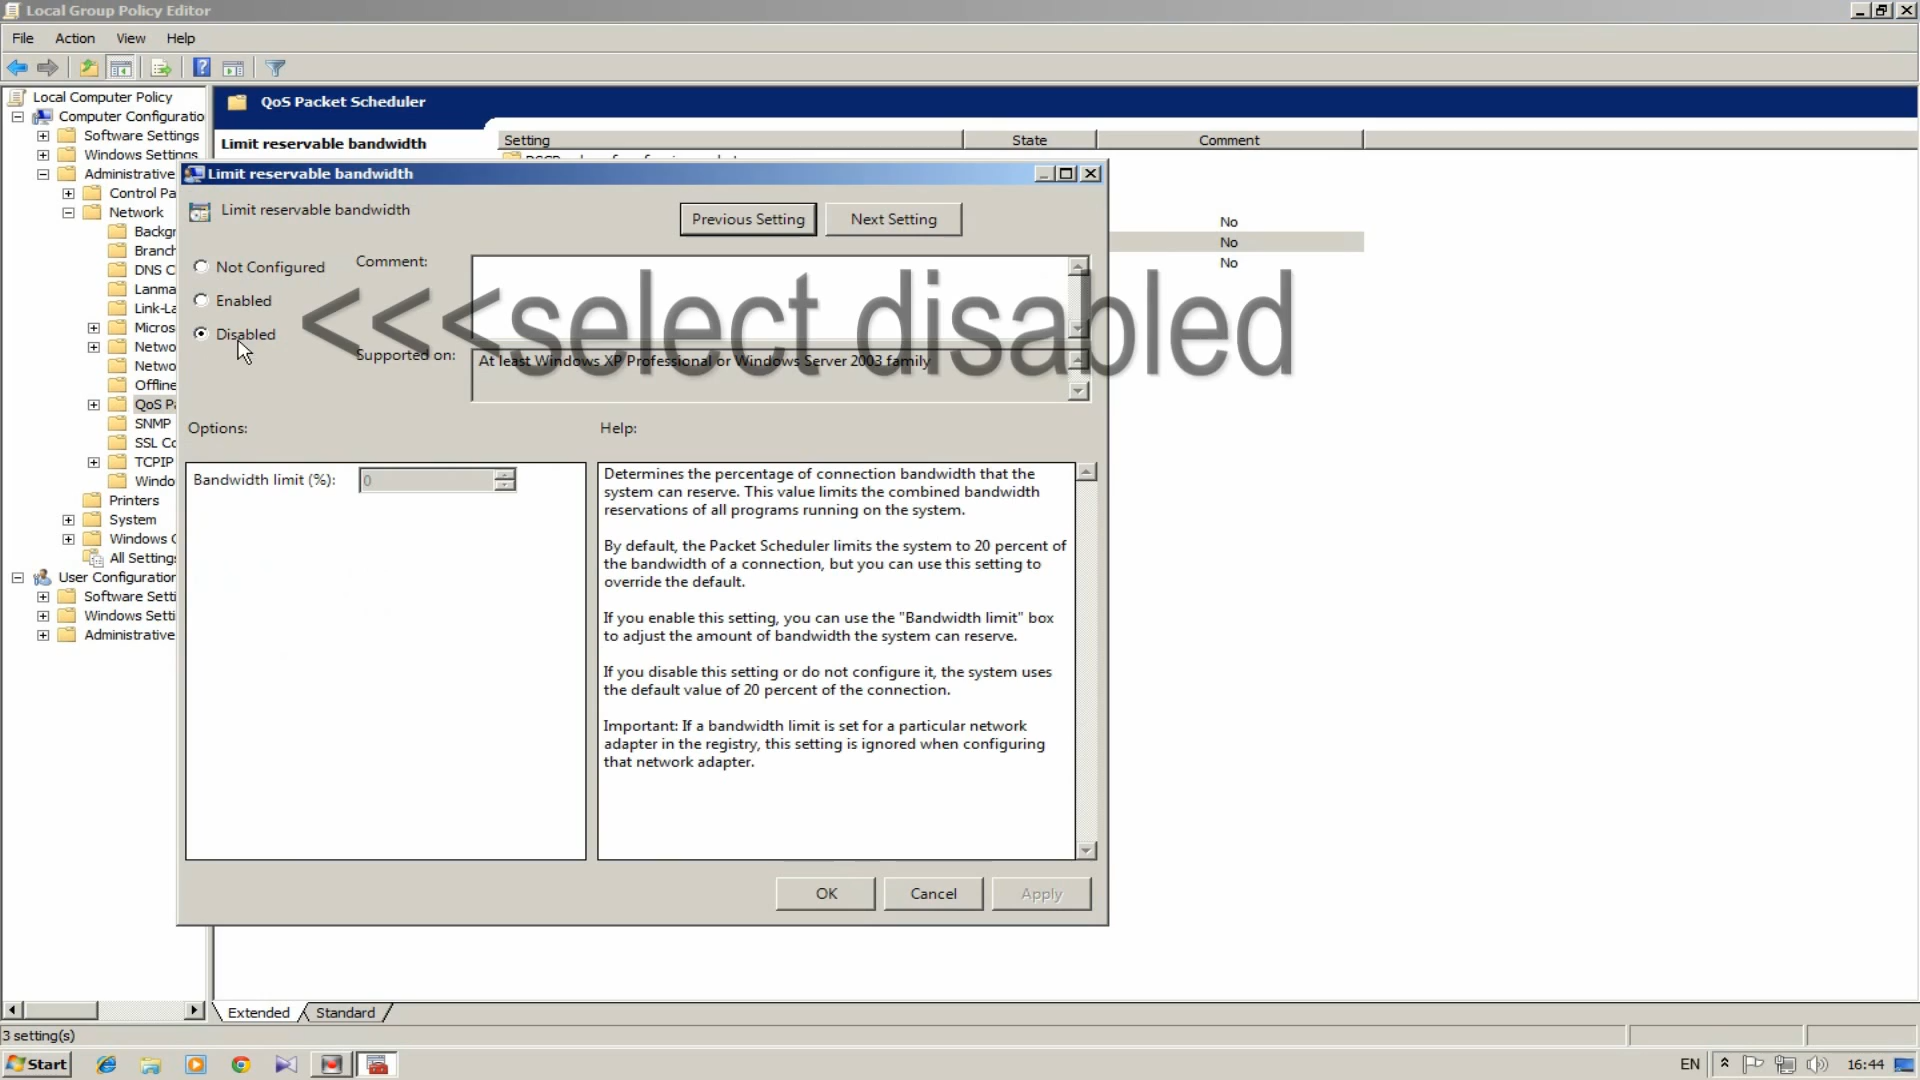 Local Group Policy Editor
File Action View Help
Local Computer Policy
Computer Configuratio
Software Settings
Windows Settings
Administrative
Control Pa
Network
Backgr
Branch
DNS C
Lanma
Link-La
Micros
Netwo
Netwo
Offline
QoS Pa
SNMP
SSL Co
TCPIP
Windo
Printers
System
Windows C
All Settings
User Configuration
Software Setti
Windows Setti
Administrative
QoS Packet Scheduler
Limit reservable bandwidth
Setting State Comment
No
No
No
Limit reservable bandwidth
Limit reservable bandwidth
Previous Setting Next Setting
Not Configured
Enabled
Disabled
Comment:
<<<select disabled
Supported on:
At least Windows XP Professional or Windows Server 2003 family
Options:
Help:
Bandwidth limit (%): 0
Determines the percentage of connection bandwidth that the
system can reserve. This value limits the combined bandwidth
reservations of all programs running on the system.
By default, the Packet Scheduler limits the system to 20 percent of
the bandwidth of a connection, but you can use this setting to
override the default.
If you enable this setting, you can use the "Bandwidth limit" box
to adjust the amount of bandwidth the system can reserve.
If you disable this setting or do not configure it, the system uses
the default value of 20 percent of the connection.
Important: If a bandwidth limit is set for a particular network
adapter in the registry, this setting is ignored when configuring
that network adapter.
OK Cancel Apply
Extended Standard
3 setting(s)
Start
EN 16:44